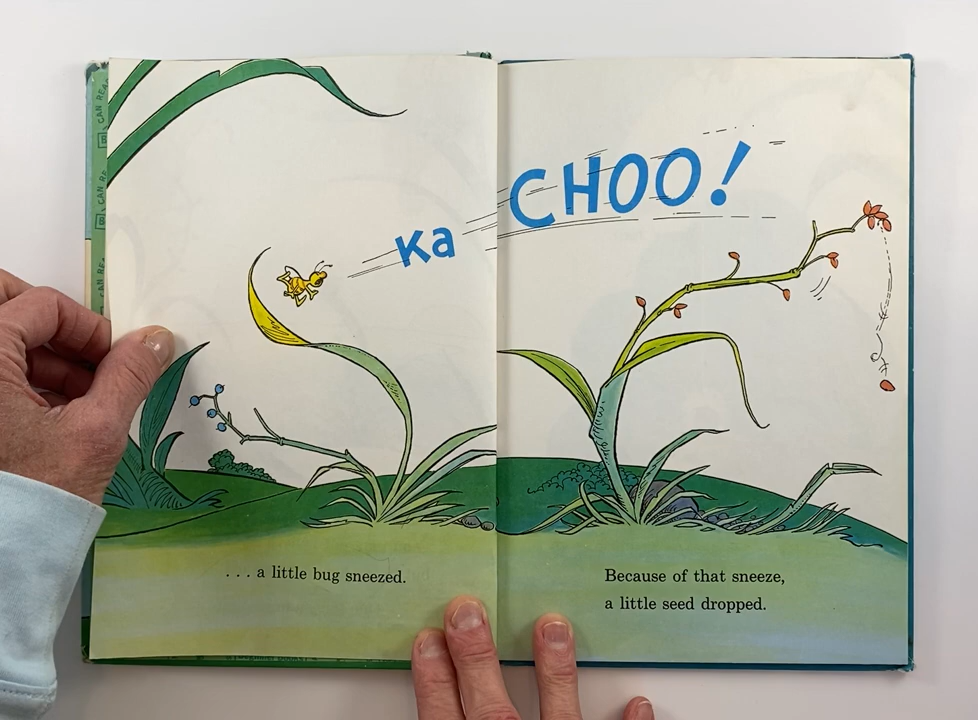 Ka CHOO!
. . . a little bug sneezed.
Because of that sneeze,
a little seed dropped.